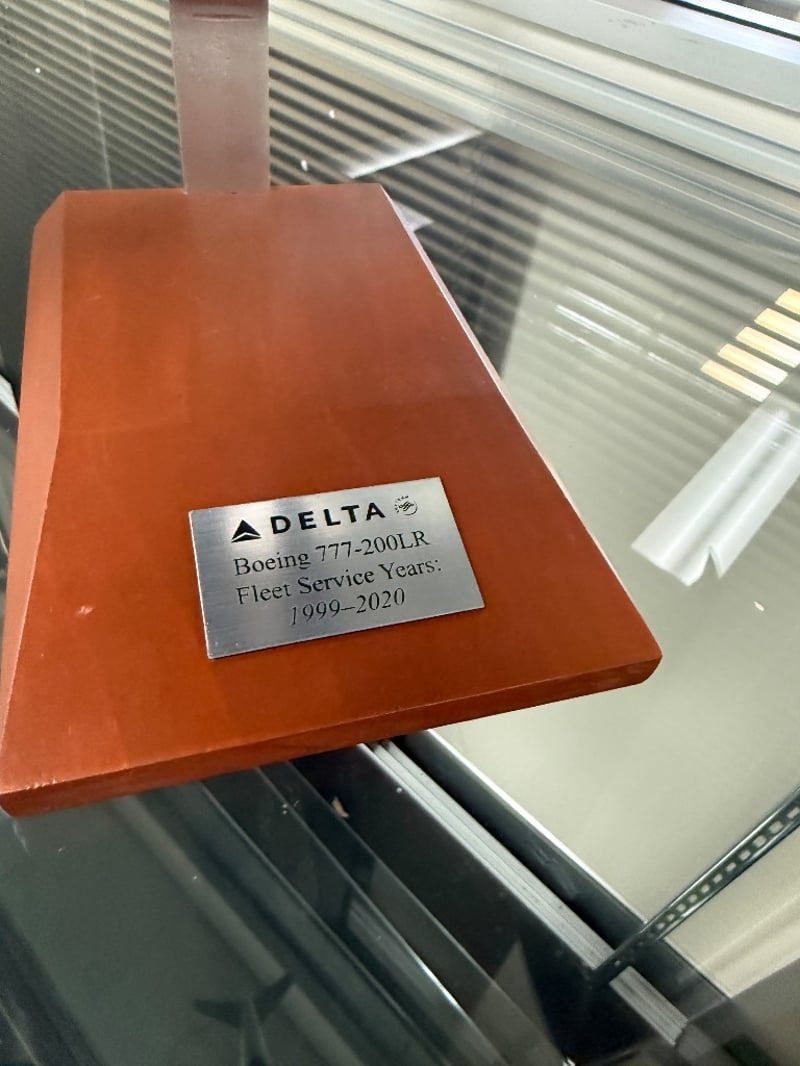 DELTA
Boeing 777-200LR
Fleet Service Years:
1999–2020